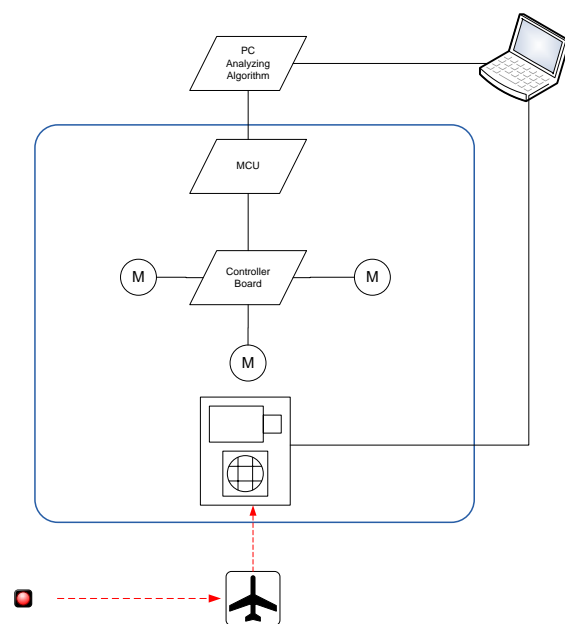 PC
Analyzing
Algorithm
MCU
Controller
Board
M
M
M